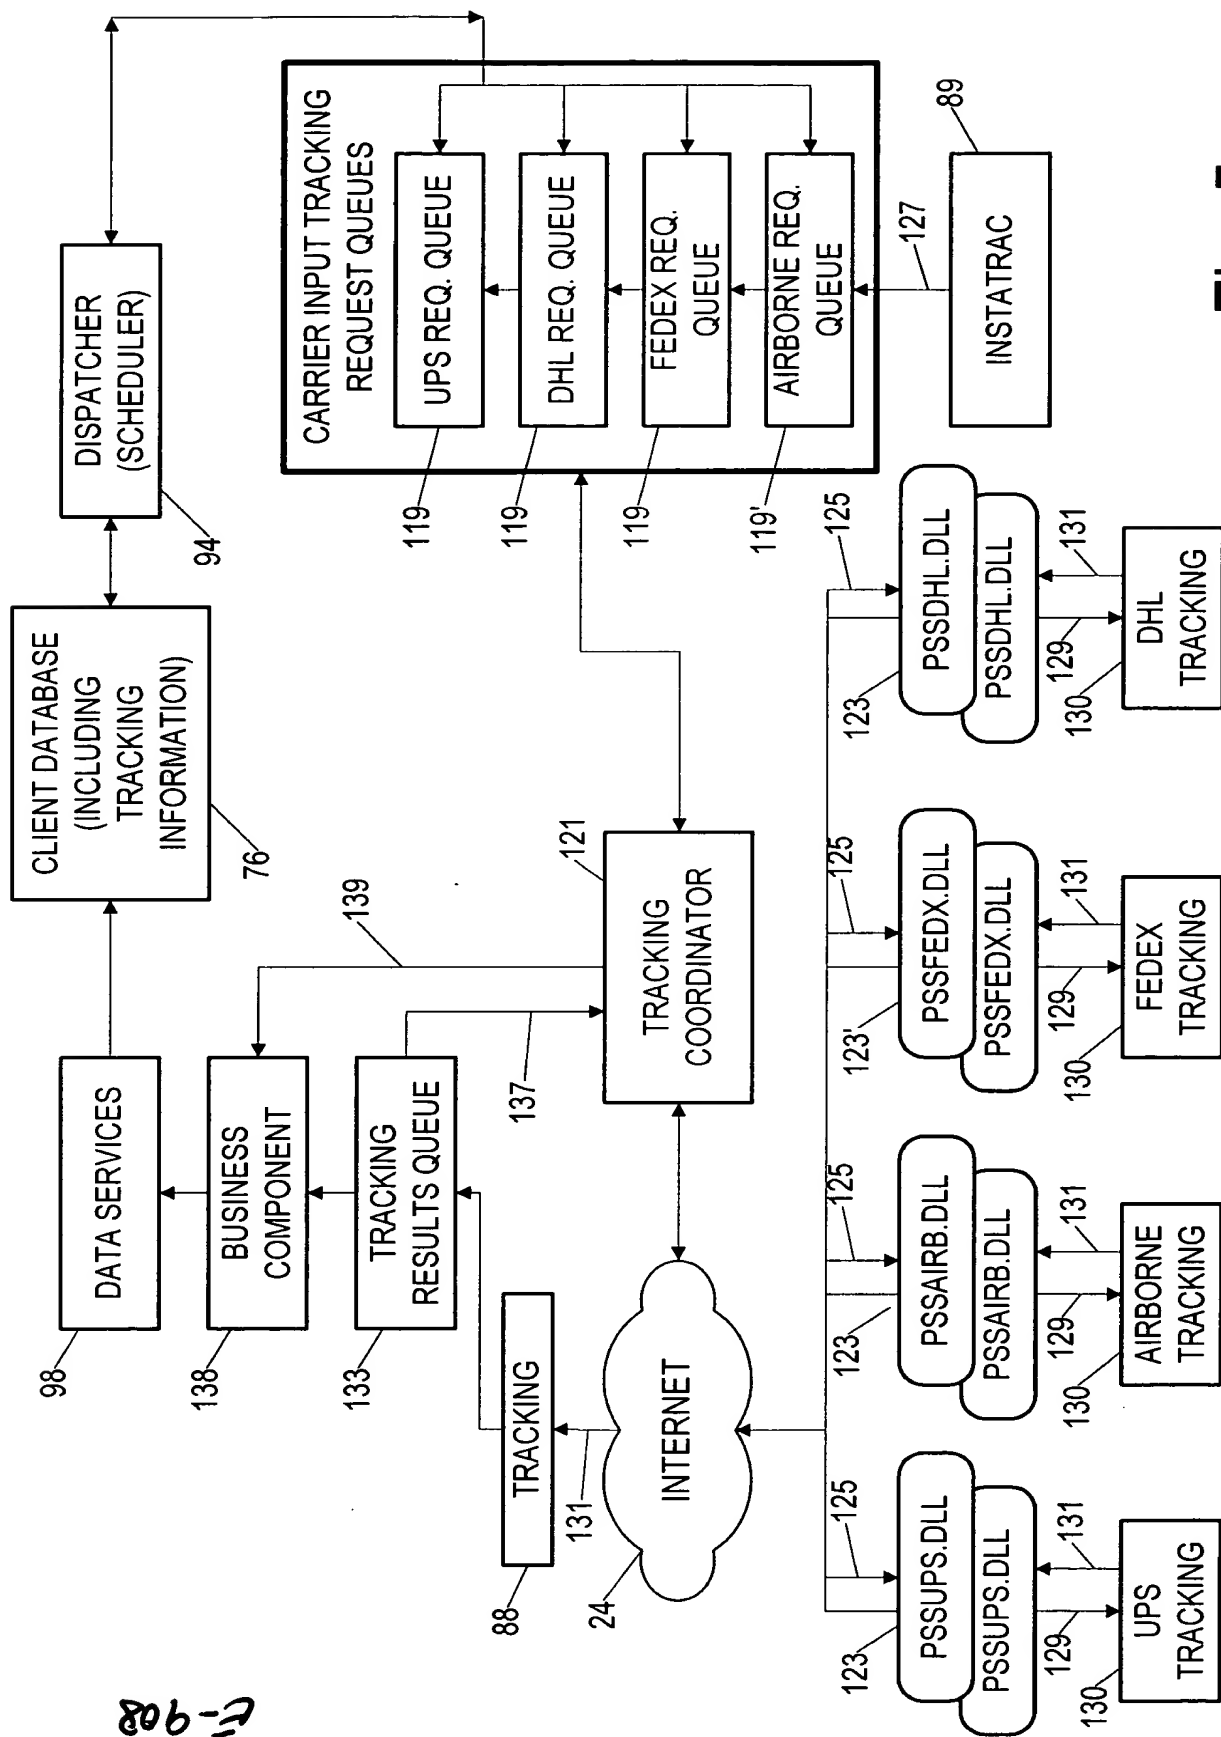 DATA SERVICES
98
BUSINESS
COMPONENT
138
TRACKING
RESULTS QUEUE
133
TRACKING
88
131
INTERNET
24
137
139
TRACKING
COORDINATOR
121
CLIENT DATABASE
(INCLUDING
TRACKING
INFORMATION)
76
DISPATCHER
(SCHEDULER)
94
CARRIER INPUT TRACKING
REQUEST QUEUES
UPS REQ. QUEUE
119
DHL REQ. QUEUE
119
FEDEX REQ.
QUEUE
119
AIRBORNE REQ.
QUEUE
119'
127
INSTATRAC
89
125
123
PSSUPS.DLL
PSSUPS.DLL
129
131
130
UPS
TRACKING
125
123
PSSAIRB.DLL
PSSAIRB.DLL
129
131
130
AIRBORNE
TRACKING
125
123'
PSSFEDX.DLL
PSSFEDX.DLL
129
131
130
FEDEX
TRACKING
125
123
PSSDHL.DLL
PSSDHL.DLL
129
131
130
DHL
TRACKING
E-908